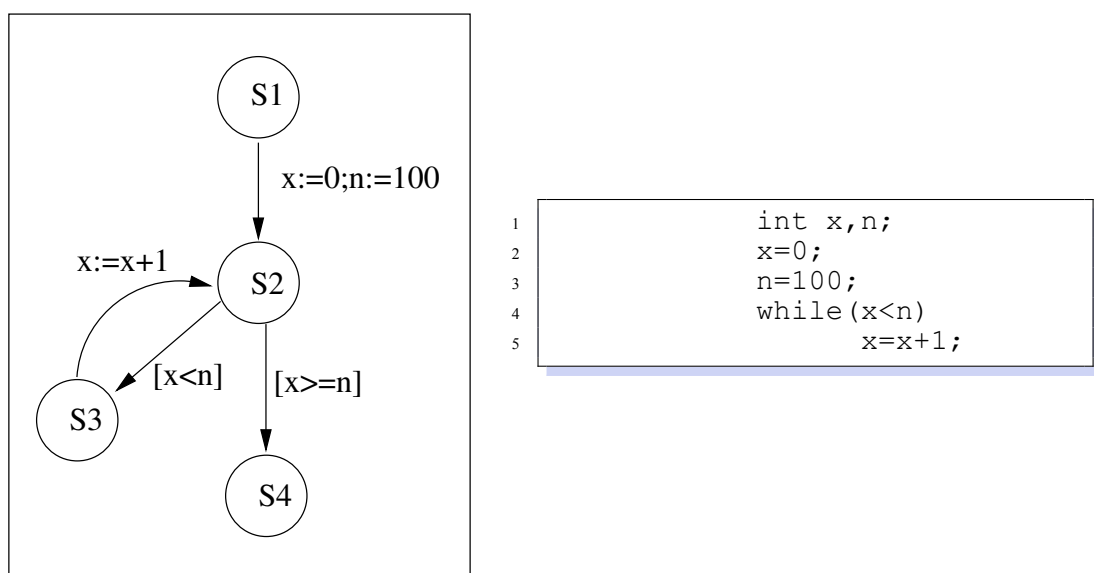 S1
x:=0;n:=100
x:=x+1
S2
[x<n]
[x>=n]
S3
S4
1 int x,n;
2 x=0;
3 n=100;
4 while(x<n)
5 x=x+1;